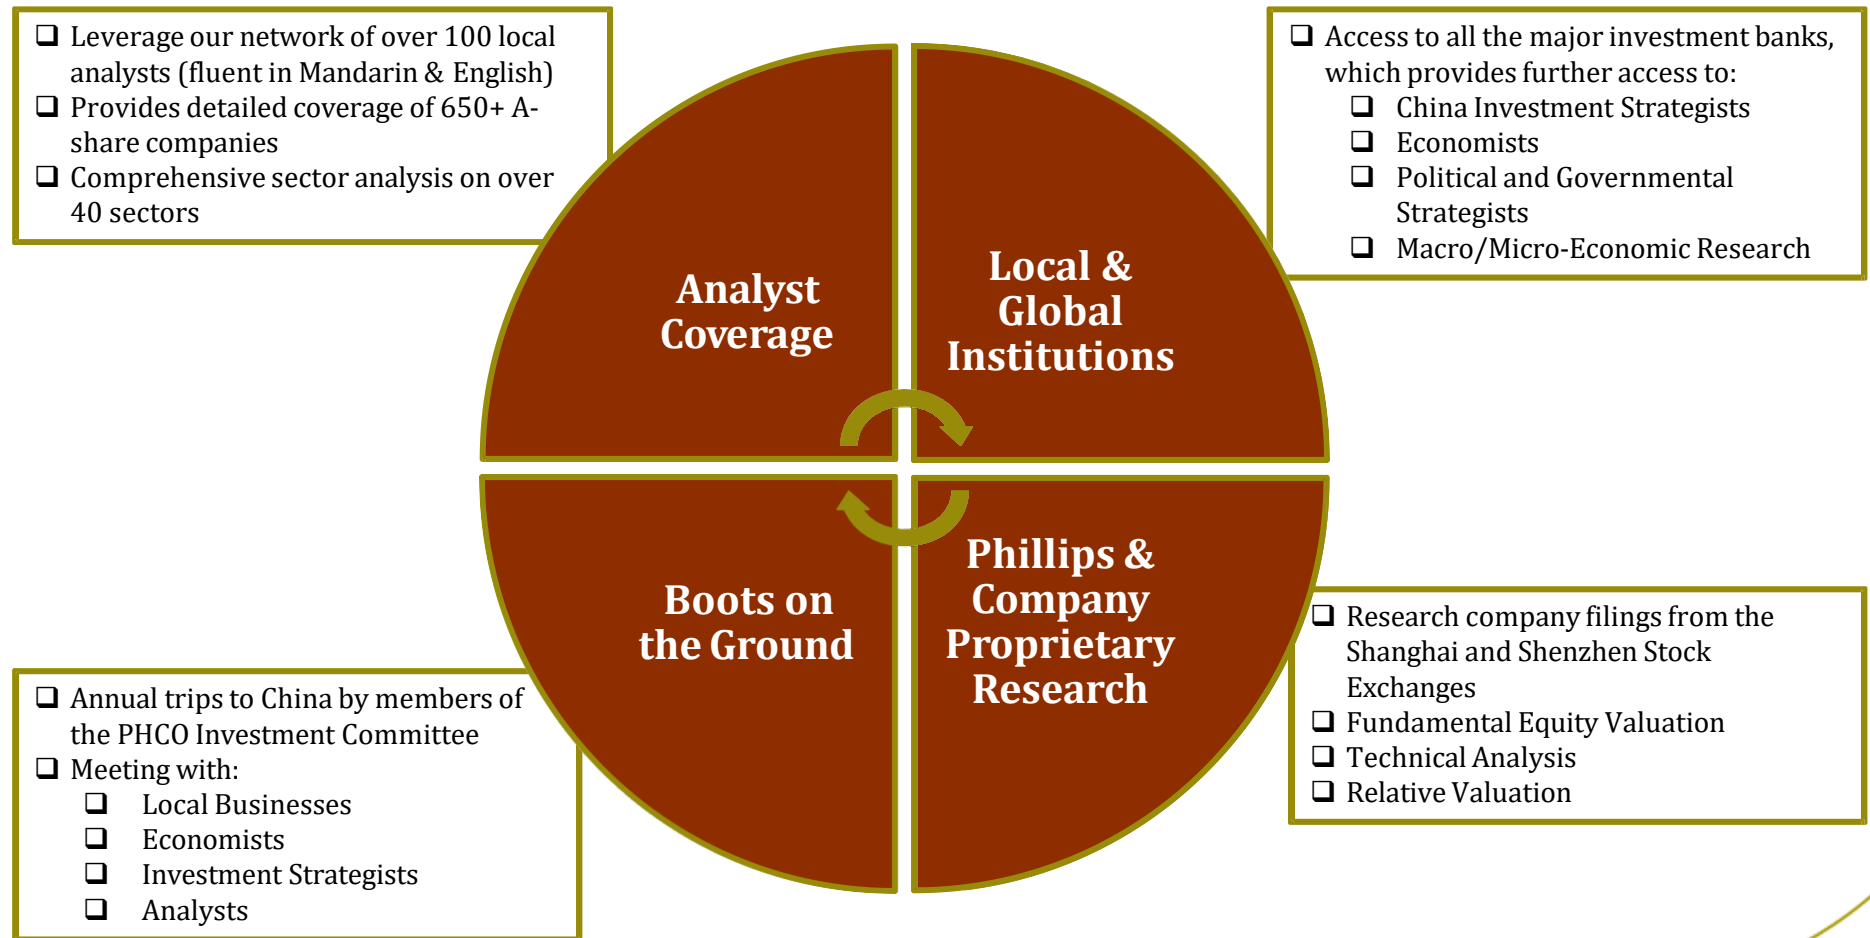 ❑ Leverage our network of over 100 local
analysts (fluent in Mandarin & English)
❑ Provides detailed coverage of 650+ A-
share companies
❑ Comprehensive sector analysis on over
40 sectors
❑ Access to all the major investment banks,
which provides further access to:
❑ China Investment Strategists
❑ Economists
❑ Political and Governmental
Strategists
❑ Macro/Micro-Economic Research
Analyst
Coverage
Local &
Global
Institutions
Boots on
the Ground
Phillips &
Company
Proprietary
Research
❑ Annual trips to China by members of
the PHCO Investment Committee
❑ Meeting with:
❑ Local Businesses
❑ Economists
❑ Investment Strategists
❑ Analysts
❑ Research company filings from the
Shanghai and Shenzhen Stock
Exchanges
❑ Fundamental Equity Valuation
❑ Technical Analysis
❑ Relative Valuation